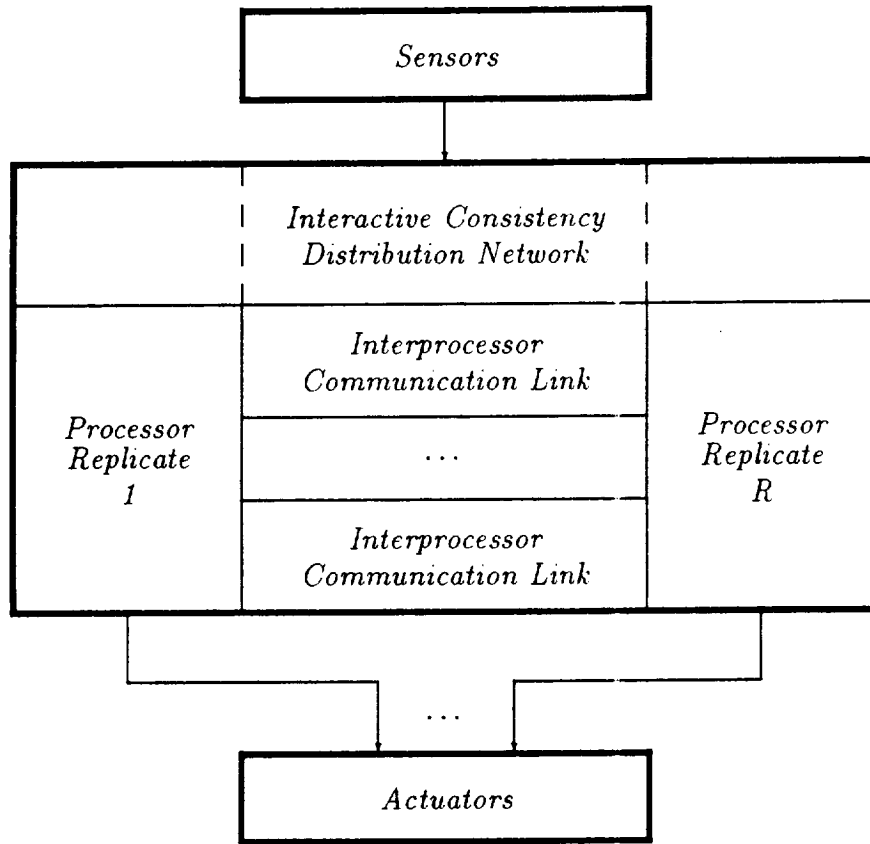 Sensors
Interactive Consistency
Distribution Network
Interprocessor
Communication Link
Processor
Replicate
1
...
Processor
Replicate
R
Interprocessor
Communication Link
...
Actuators